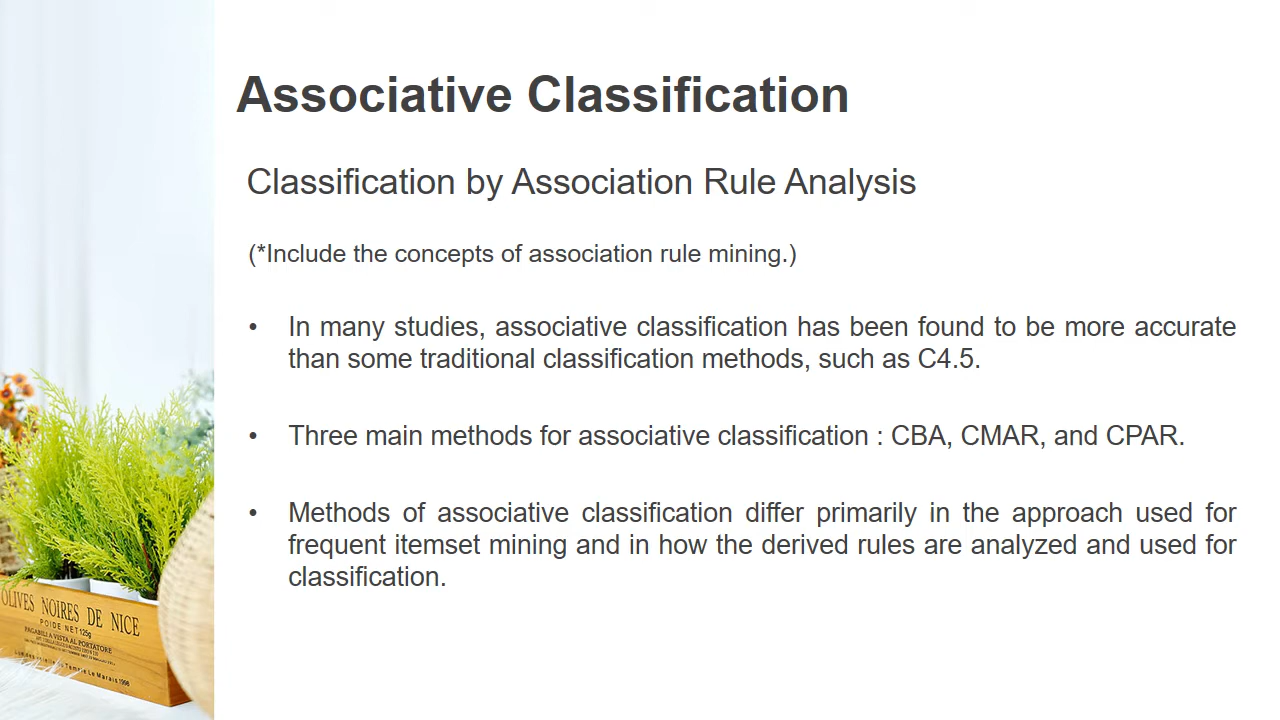 Associative Classification
Classification by Association Rule Analysis
(*Include the concepts of association rule mining.)
• In many studies, associative classification has been found to be more accurate
than some traditional classification methods, such as C4.5.
• Three main methods for associative classification : CBA, CMAR, and CPAR.
• Methods of associative classification differ primarily in the approach used for
frequent itemset mining and in how the derived rules are analyzed and used for
classification.
OLIVES NOIRES DE NICE
POIDE NET 125g
PAGABILI A VISTA AL PORTATORE